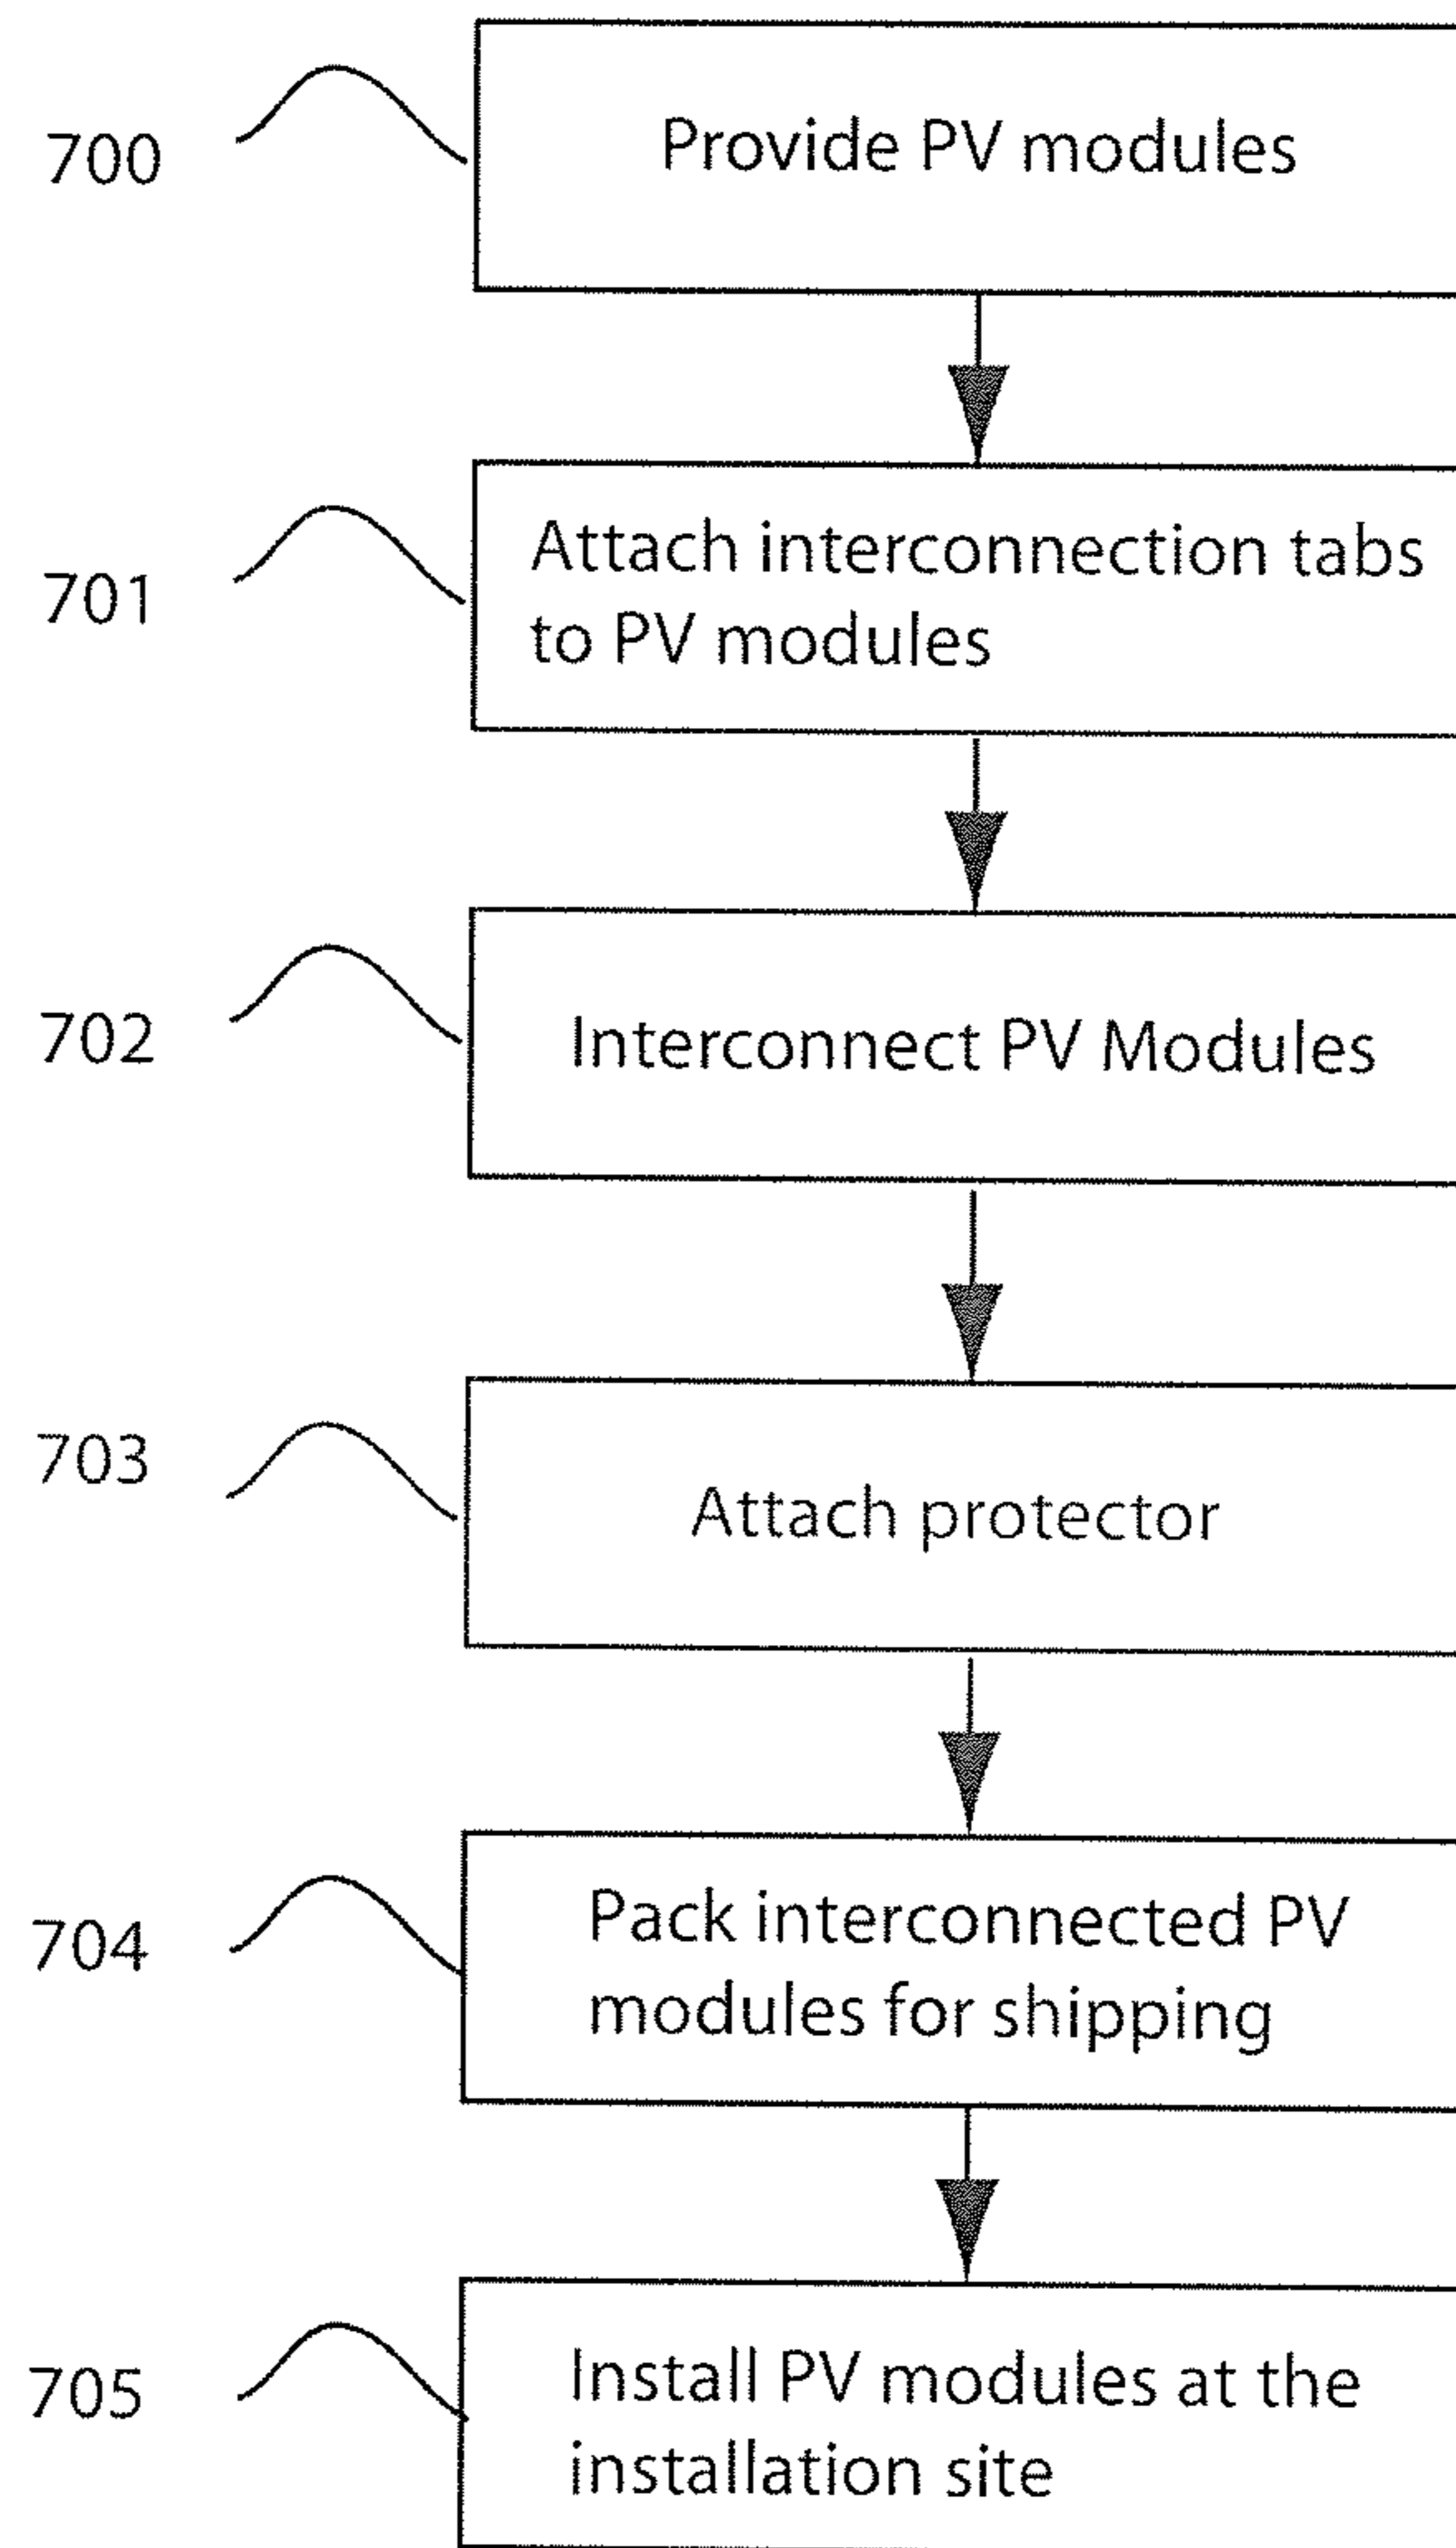 700
Provide PV modules
701
Attach interconnection tabs
to PV modules
702
Interconnect PV Modules
703
Attach protector
704
Pack interconnected PV
modules for shipping
705
Install PV modules at the
installation site